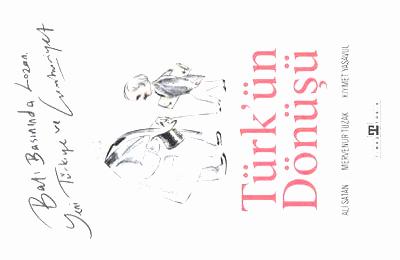 Batı Basınında Lozan,
Yeni Türkiye ve Cumhuriyet
Türk'ün
Dönüşü
ALİ SATAN MERVENUR TUZAK KIYMET YAŞAVUL